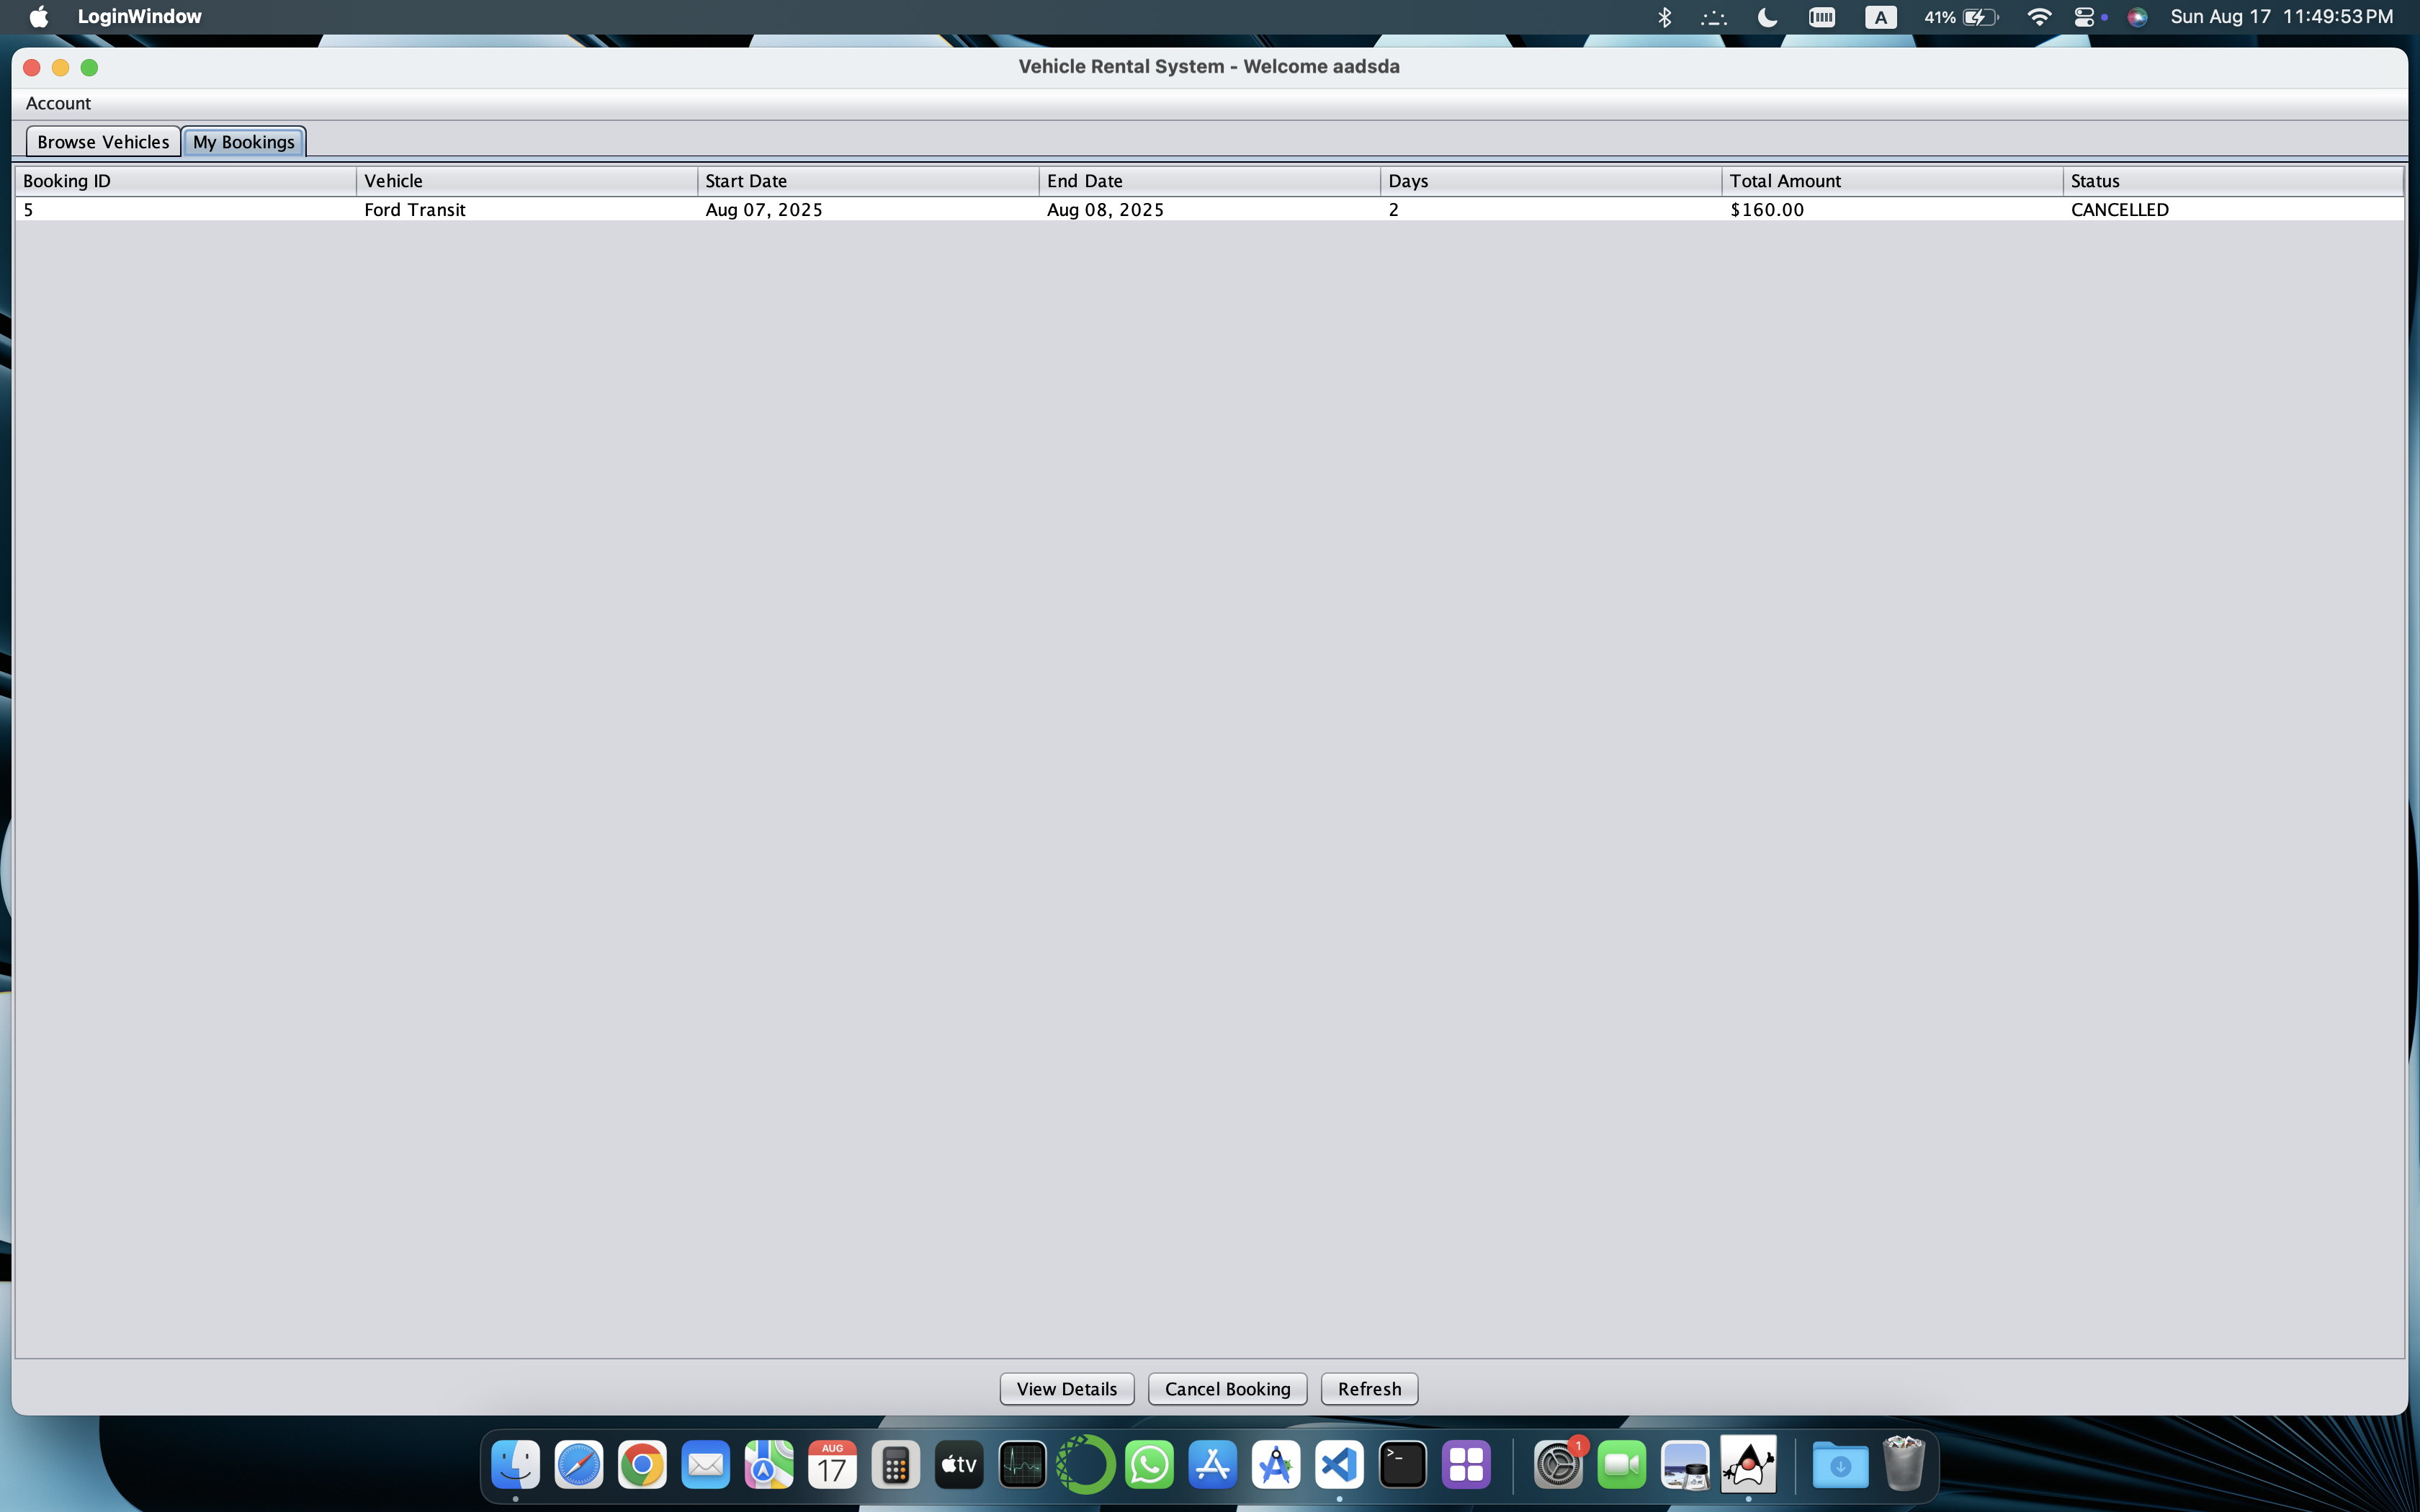 LoginWindow
A
41%
Sun Aug 17 11:49:53 PM
Vehicle Rental System - Welcome aadsda
Account
Browse Vehicles My Bookings
Booking ID Vehicle Start Date End Date Days Total Amount Status
5 Ford Transit Aug 07, 2025 Aug 08, 2025 2 $160.00 CANCELLED
View Details Cancel Booking Refresh
AUG
17
tv
>_
1